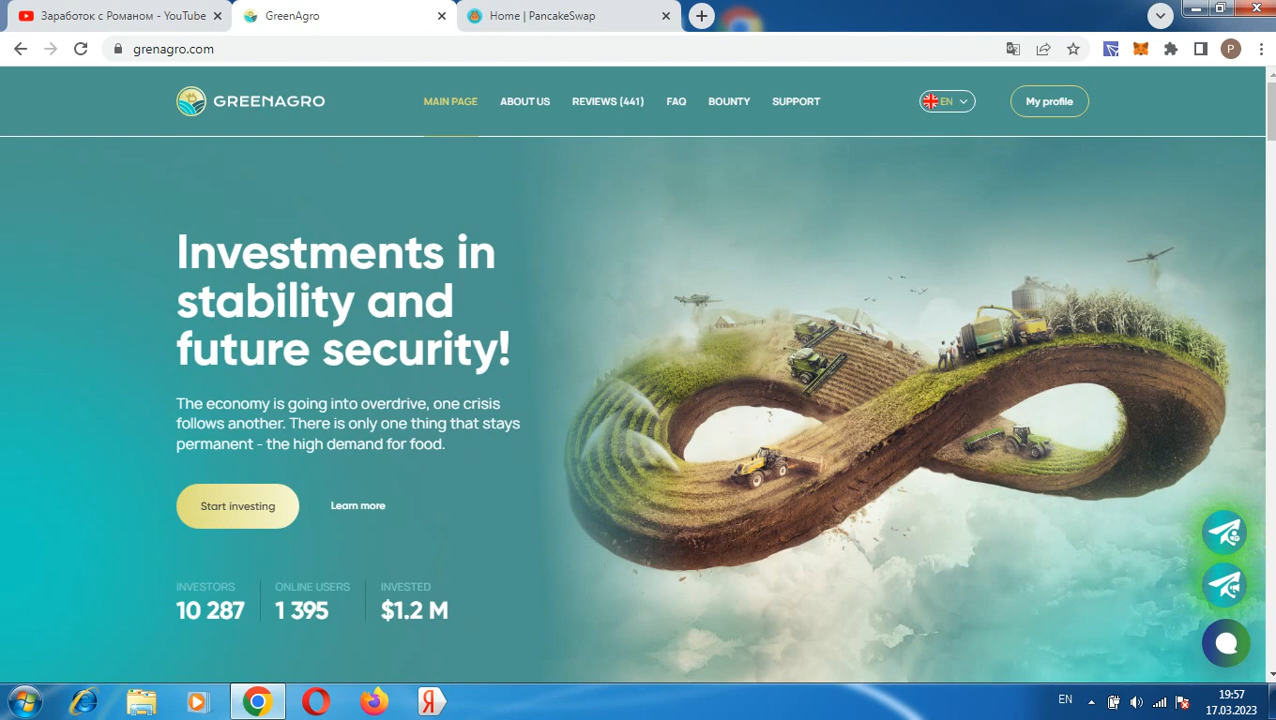 Заработок с Романом - YouTube
GreenAgro
Home | PancakeSwap
grenagro.com
P
GREENAGRO
MAIN PAGE
ABOUT US
REVIEWS (441)
FAQ
BOUNTY
SUPPORT
EN
My profile
Investments in
stability and
future security!
The economy is going into overdrive, one crisis
follows another. There is only one thing that stays
permanent - the high demand for food.
Start investing
Learn more
INVESTORS
ONLINE USERS
INVESTED
10 287
1 395
$1.2 M
Я
EN
19:57
17.03.2023